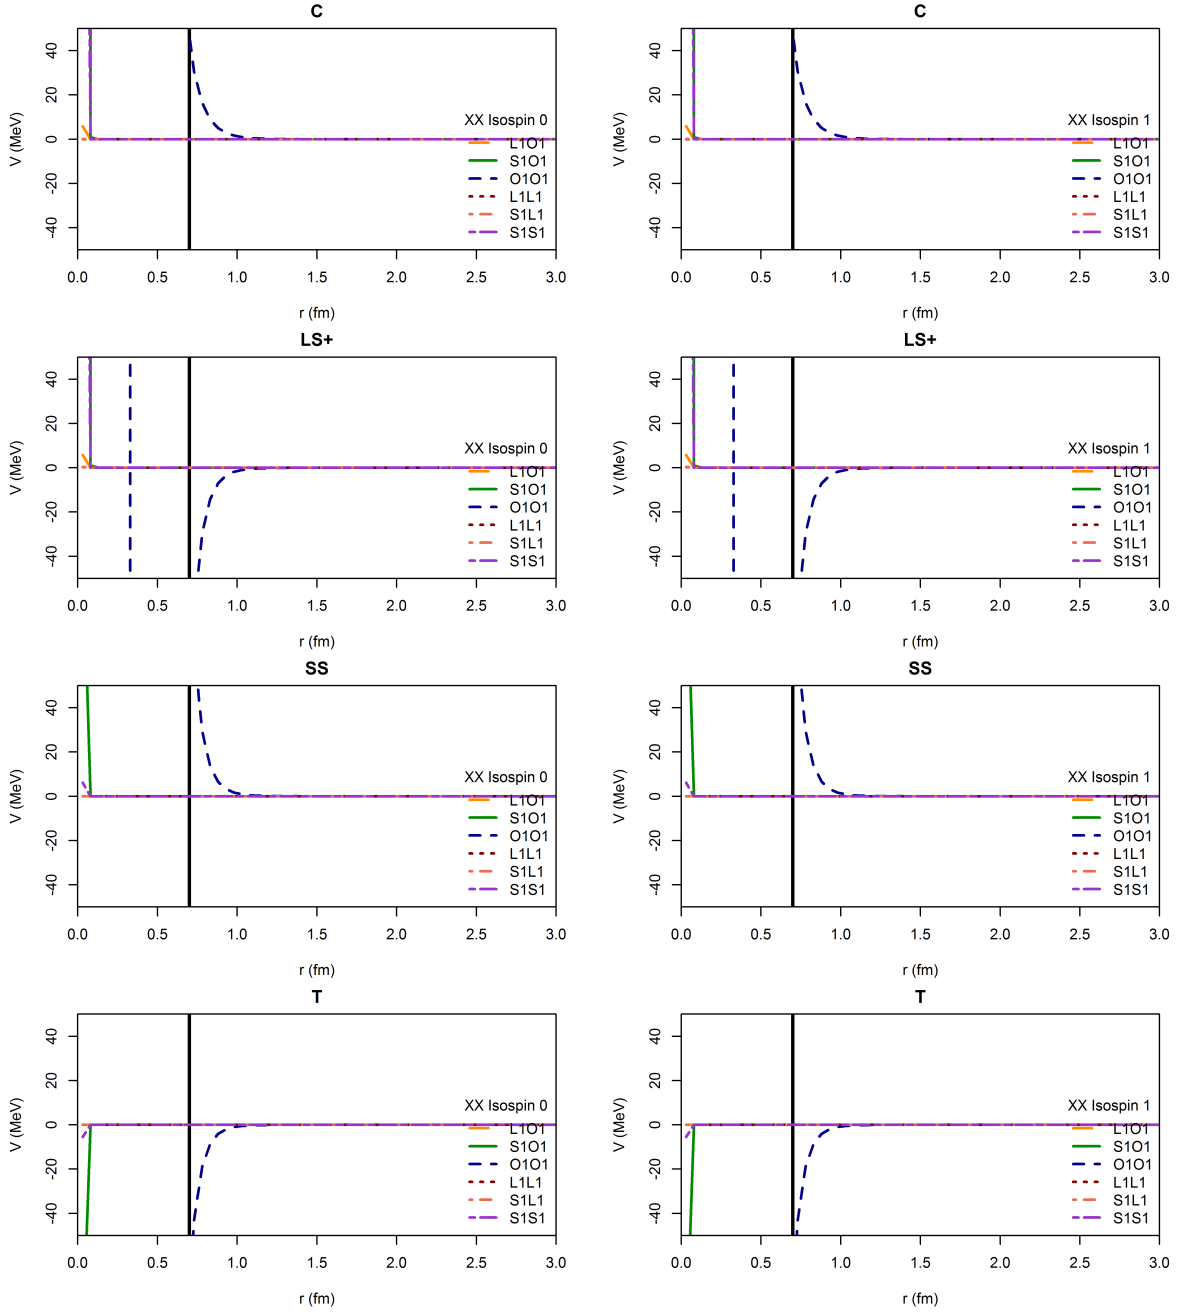 C
V (MeV)
40
20
0
-20
-40
XX Isospin 0
L1O1
S1O1
O1O1
L1L1
S1L1
S1S1
0.0 0.5 1.0 1.5 2.0 2.5 3.0
r (fm)
C
V (MeV)
40
20
0
-20
-40
XX Isospin 1
L1O1
S1O1
O1O1
L1L1
S1L1
S1S1
0.0 0.5 1.0 1.5 2.0 2.5 3.0
r (fm)
LS+
V (MeV)
40
20
0
-20
-40
XX Isospin 0
L1O1
S1O1
O1O1
L1L1
S1L1
S1S1
0.0 0.5 1.0 1.5 2.0 2.5 3.0
r (fm)
LS+
V (MeV)
40
20
0
-20
-40
XX Isospin 1
L1O1
S1O1
O1O1
L1L1
S1L1
S1S1
0.0 0.5 1.0 1.5 2.0 2.5 3.0
r (fm)
SS
V (MeV)
40
20
0
-20
-40
XX Isospin 0
L1O1
S1O1
O1O1
L1L1
S1L1
S1S1
0.0 0.5 1.0 1.5 2.0 2.5 3.0
r (fm)
SS
V (MeV)
40
20
0
-20
-40
XX Isospin 1
L1O1
S1O1
O1O1
L1L1
S1L1
S1S1
0.0 0.5 1.0 1.5 2.0 2.5 3.0
r (fm)
T
V (MeV)
40
20
0
-20
-40
XX Isospin 0
L1O1
S1O1
O1O1
L1L1
S1L1
S1S1
0.0 0.5 1.0 1.5 2.0 2.5 3.0
r (fm)
T
V (MeV)
40
20
0
-20
-40
XX Isospin 1
L1O1
S1O1
O1O1
L1L1
S1L1
S1S1
0.0 0.5 1.0 1.5 2.0 2.5 3.0
r (fm)